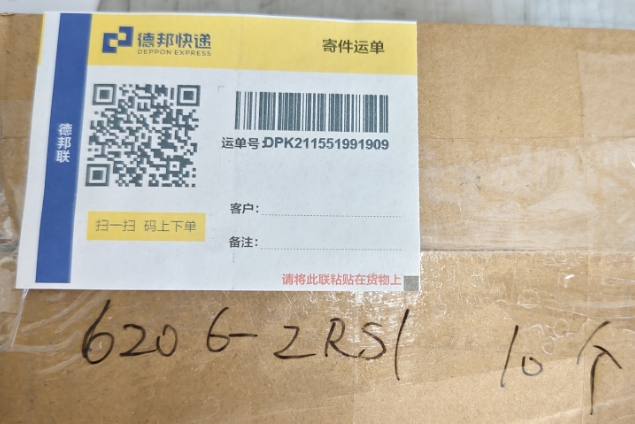 德邦快递
DEPPON EXPRESS
寄件运单
德邦联
运单号:DPK211551991909
客户:
扫一扫 码上下单
备注:
请将此联粘贴在货物上
6206-2RS1 10个